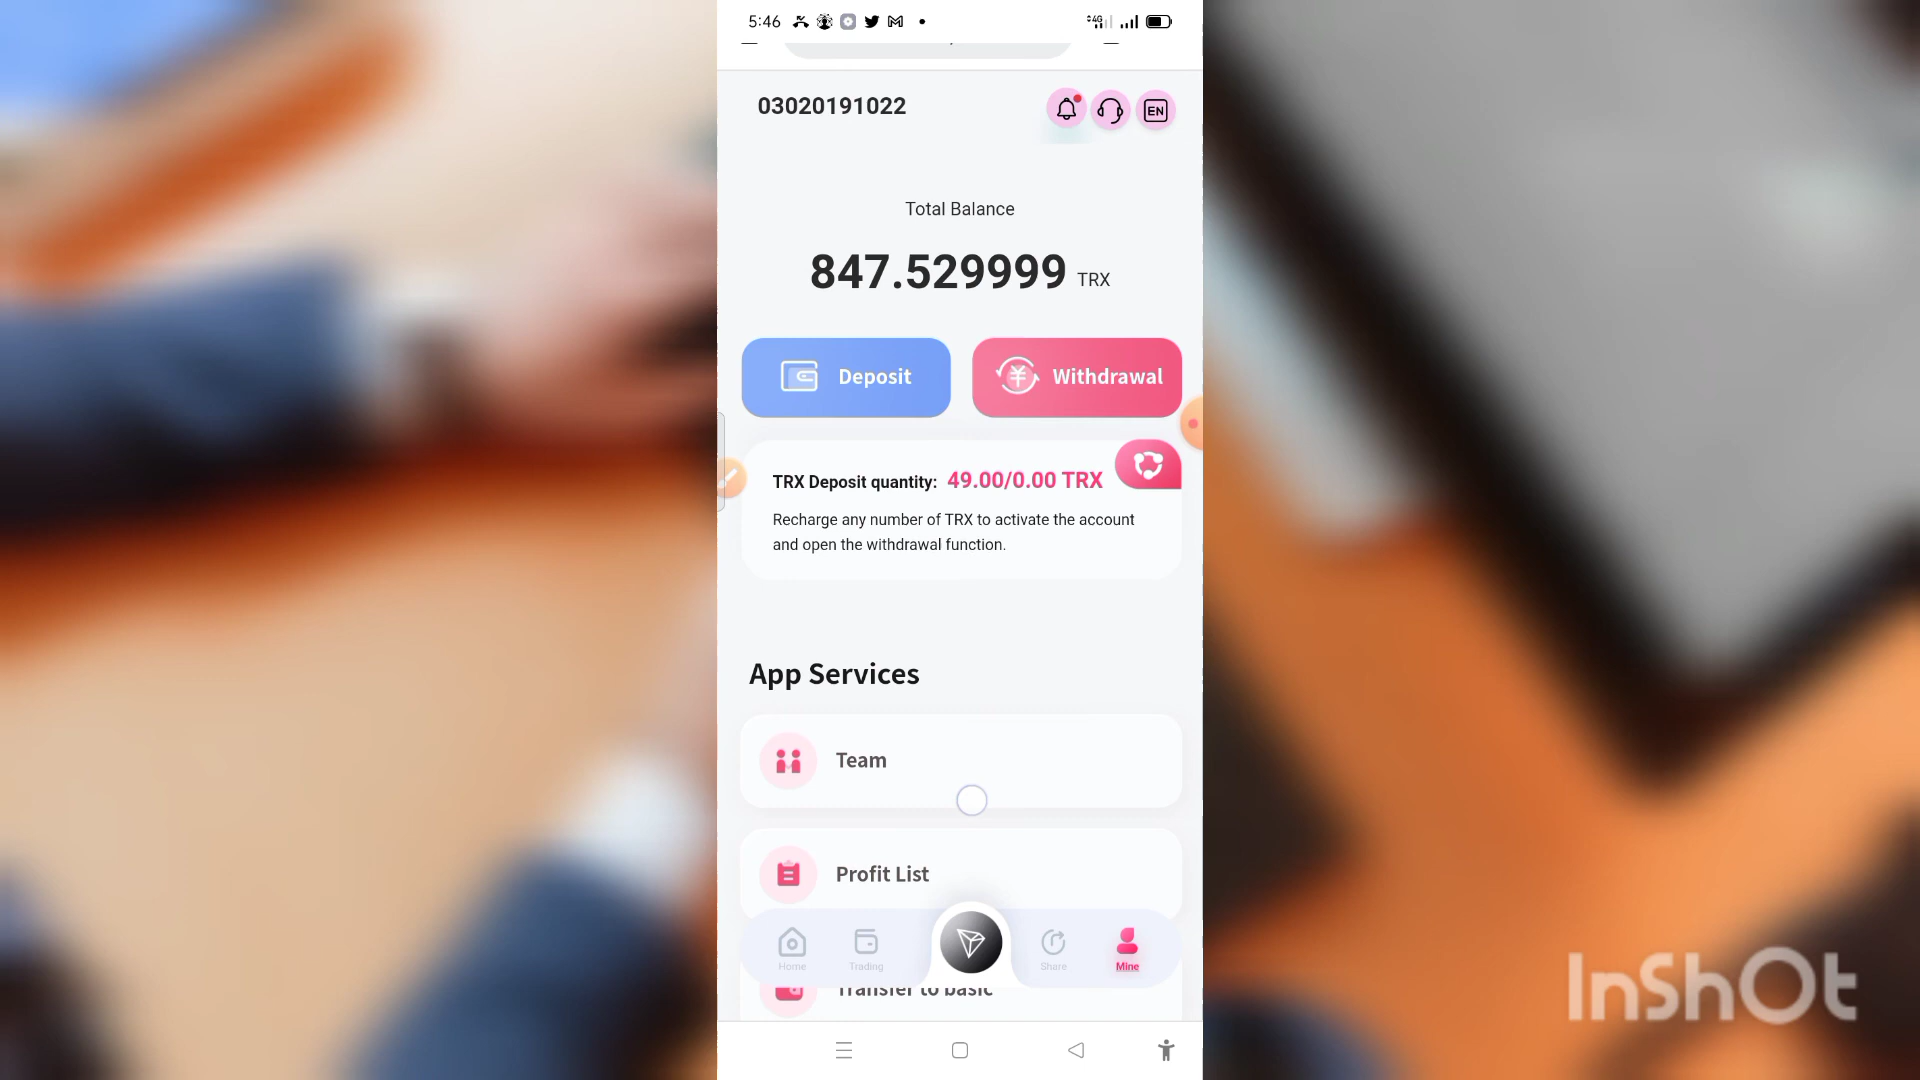 5:46
4G
03020191022
EN
Total Balance
847.529999 TRX
Deposit
Withdrawal
TRX Deposit quantity: 49.00/0.00 TRX
Recharge any number of TRX to activate the account
and open the withdrawal function.
App Services
Team
Profit List
Home
Trading
Share
Mine
Transfer to basic
InShOt